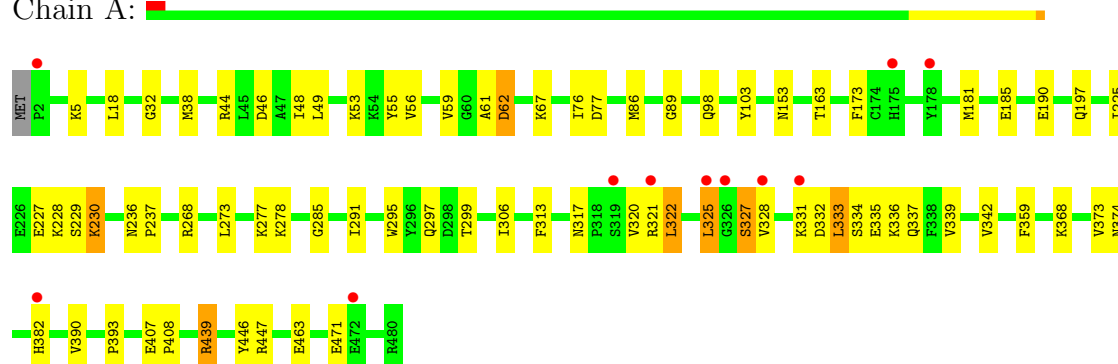 Chain A:
MET P2 K5 L18 G32 M38 R44 L45 D46 A47 I48 L49 K53 K54 Y55 V56 V59 G60 A61 D62 K67 I76 D77 M86 G89 Q98 Y103 N153 T163 F173 C174 H175 Y178 M181 E185 E190 Q197
E226 E227 K228 S229 K230 N236 P237 R268 L273 K277 K278 G285 I291 W295 Y296 Q297 D298 T299 I306 F313 N317 P318 S319 V320 R321 L322 L325 G326 S327 V328 K331 D332 L333 S334 E335 K336 Q337 F338 V339 V342 F359 K368 V373
H382 V390 P393 E407 P408 R439 Y446 R447 E463 E471 E472 R480